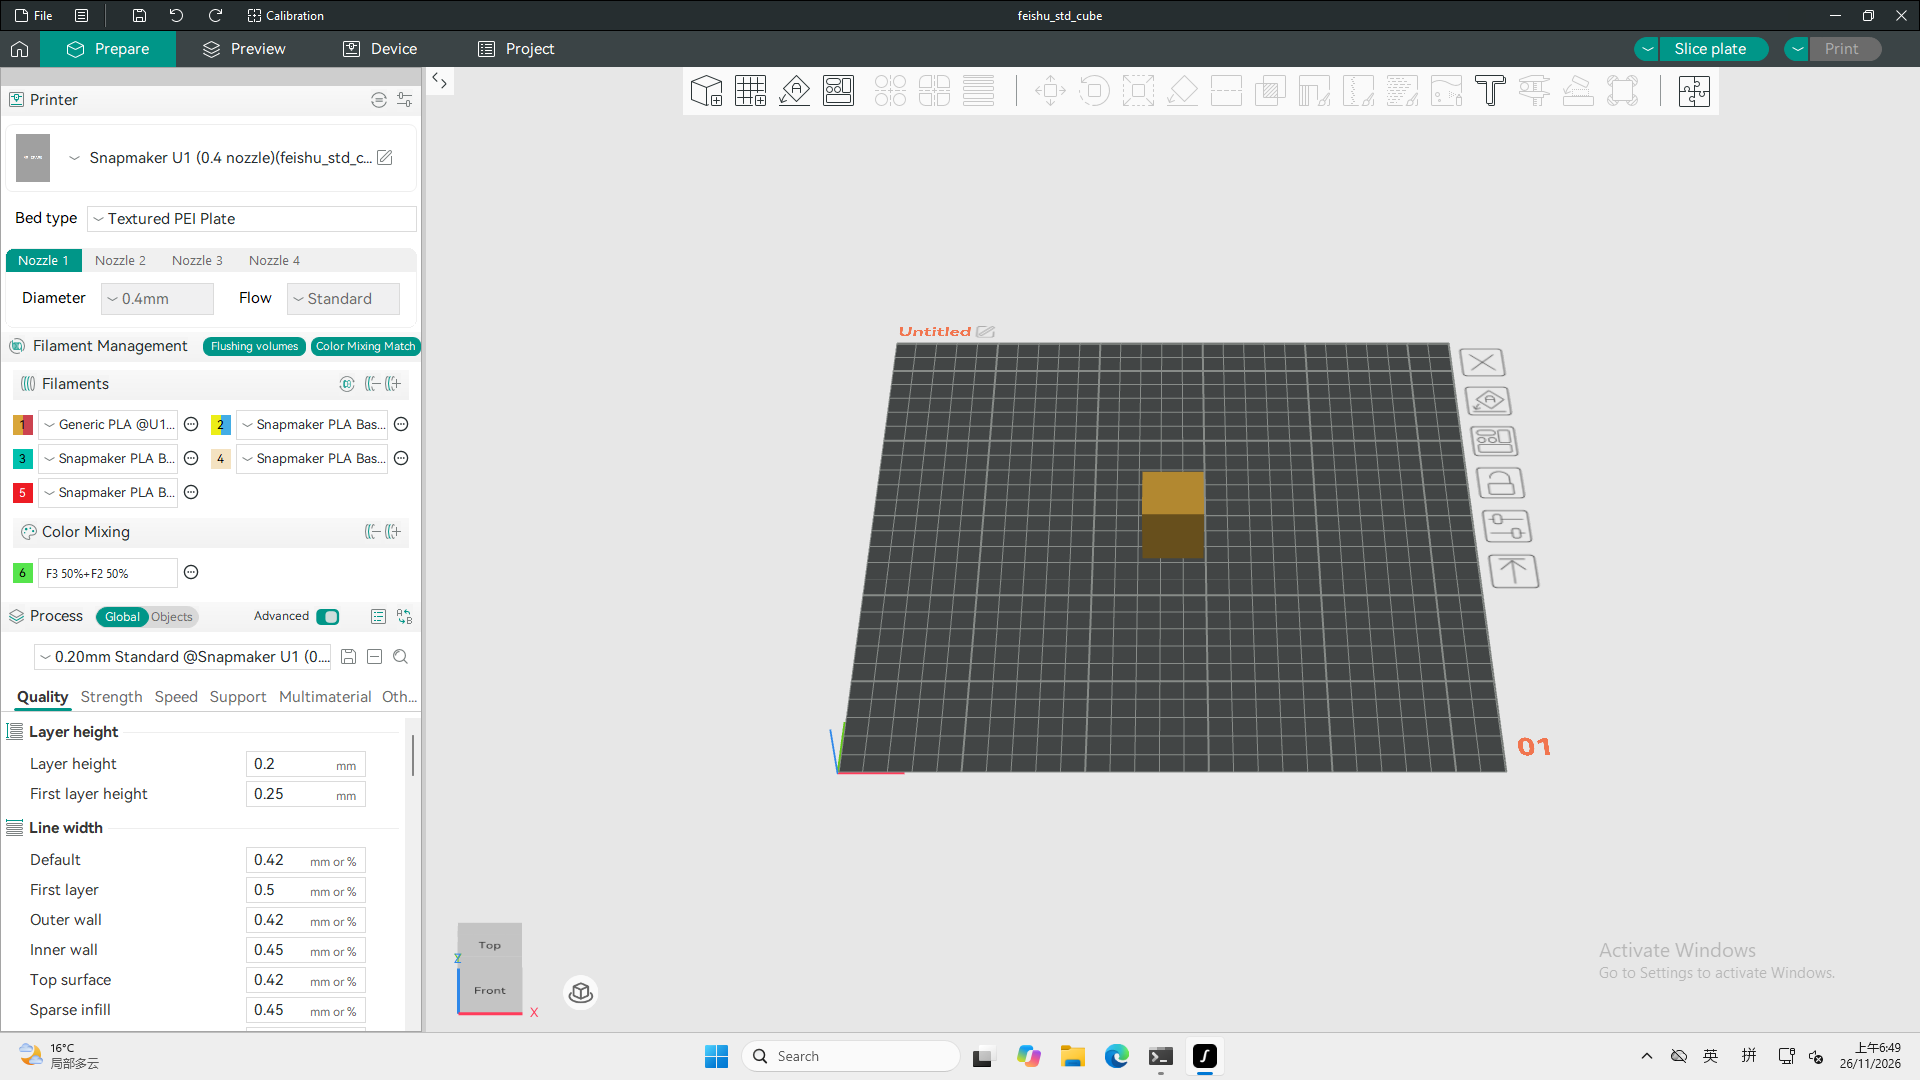 File
Calibration
feishu_std_cube
Prepare
Preview
Device
Project
Slice plate
Print
Printer
Snapmaker U1 (0.4 nozzle)(feishu_std_c...
Bed type
Textured PEI Plate
Nozzle 1
Nozzle 2
Nozzle 3
Nozzle 4
Diameter
0.4mm
Flow
Standard
Filament Management
Flushing volumes
Color Mixing Match
Filaments
1
Generic PLA @U1...
2
Snapmaker PLA Bas...
3
Snapmaker PLA B...
4
Snapmaker PLA Bas...
5
Snapmaker PLA B...
Color Mixing
6
F3 50%+F2 50%
Process
Global
Objects
Advanced
0.20mm Standard @Snapmaker U1 (0....
Quality
Strength
Speed
Support
Multimaterial
Oth...
Layer height
Layer height
0.2
mm
First layer height
0.25
mm
Line width
Default
0.42
mm or %
First layer
0.5
mm or %
Outer wall
0.42
mm or %
Inner wall
0.45
mm or %
Top surface
0.42
mm or %
Sparse infill
0.45
mm or %
Untitled
01
Top
Front
Z
X
Activate Windows
Go to Settings to activate Windows.
16°C
局部多云
Search
英
拼
上午6:49
26/11/2026